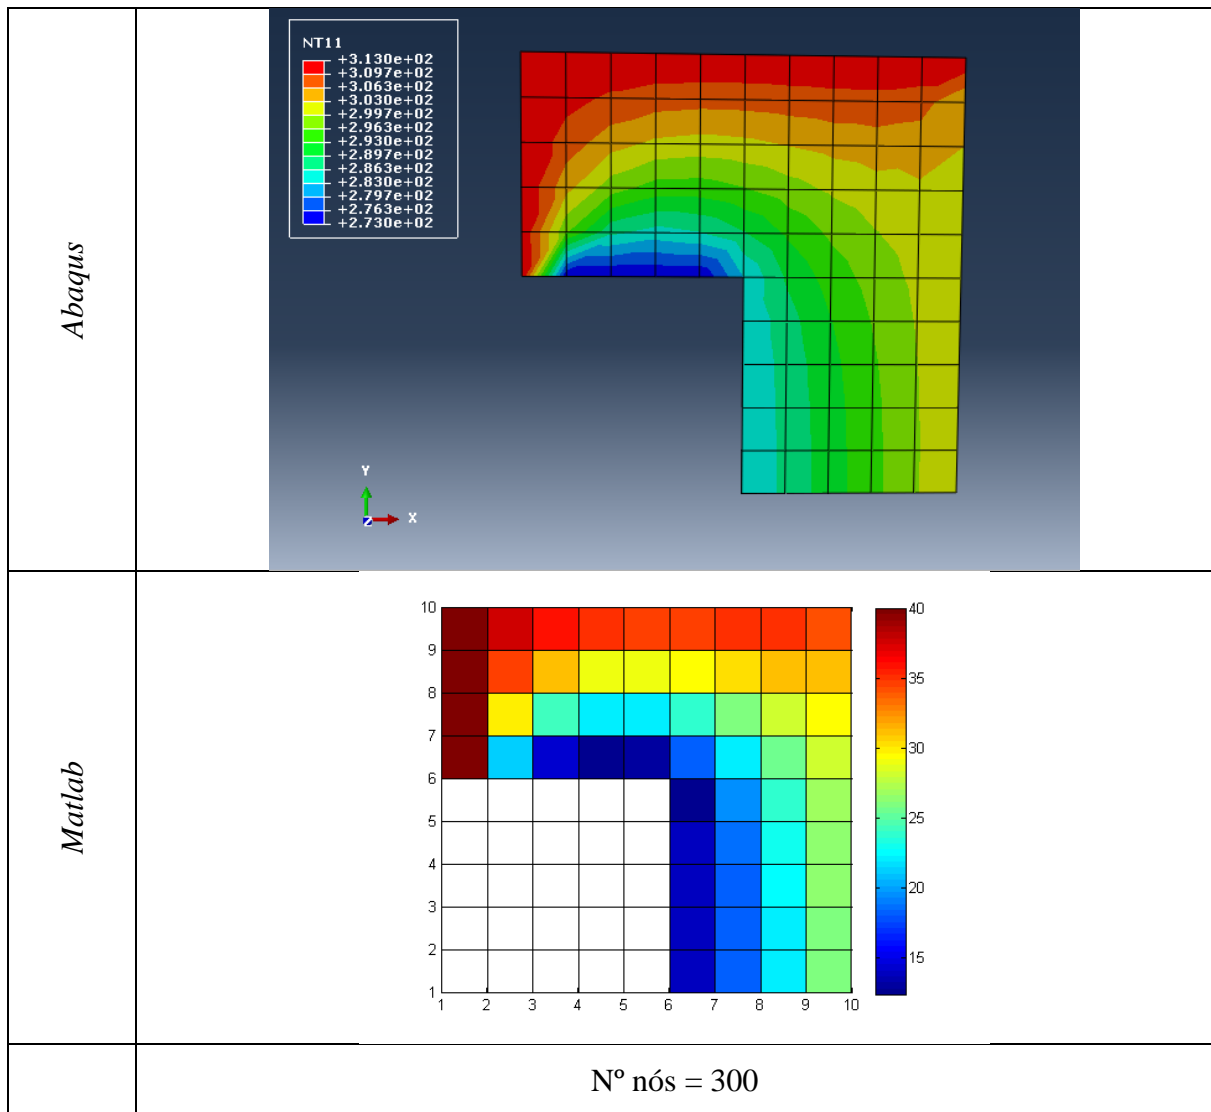 Abaqus
NT11
+3.130e+02
+3.097e+02
+3.063e+02
+3.030e+02
+2.997e+02
+2.963e+02
+2.930e+02
+2.897e+02
+2.863e+02
+2.830e+02
+2.797e+02
+2.763e+02
+2.730e+02
Y
Z
X
Matlab
10
9
8
7
6
5
4
3
2
1
1 2 3 4 5 6 7 8 9 10
40
35
30
25
20
15
Nº nós = 300